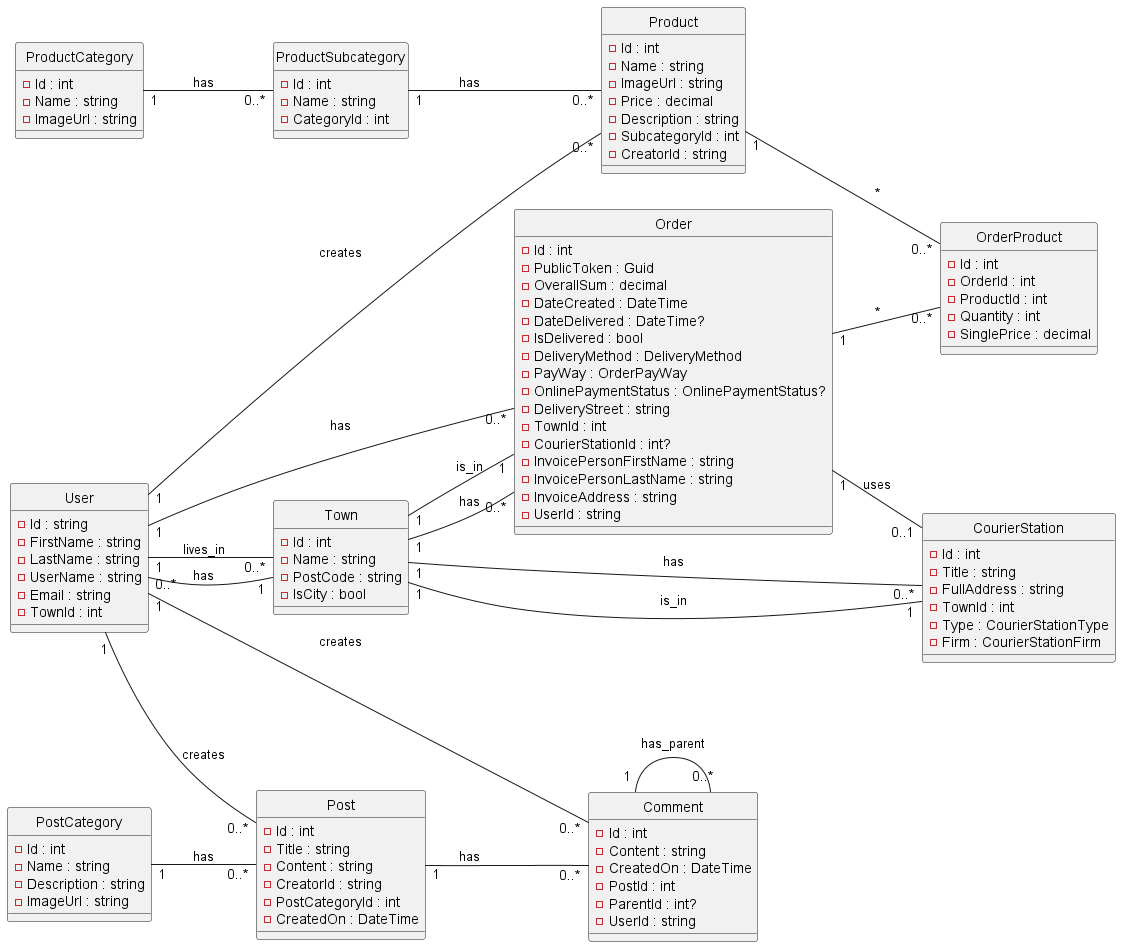 Product
Id : int
Name : string
ImageUrl : string
Price : decimal
Description : string
SubcategoryId : int
CreatorId : string
ProductCategory
Id : int
Name : string
ImageUrl : string
has
1
0..*
ProductSubcategory
Id : int
Name : string
CategoryId : int
has
1
0..*
0..*
creates
1
1
*
0..*
OrderProduct
Id : int
OrderId : int
ProductId : int
Quantity : int
SinglePrice : decimal
Order
Id : int
PublicToken : Guid
OverallSum : decimal
DateCreated : DateTime
DateDelivered : DateTime?
IsDelivered : bool
DeliveryMethod : DeliveryMethod
PayWay : OrderPayWay
OnlinePaymentStatus : OnlinePaymentStatus?
DeliveryStreet : string
TownId : int
CourierStationId : int?
InvoicePersonFirstName : string
InvoicePersonLastName : string
InvoiceAddress : string
UserId : string
*
0..*
1
has
0..*
1
is_in
1
1
has
0..*
1
1
uses
0..1
User
Id : string
FirstName : string
LastName : string
UserName : string
Email : string
TownId : int
lives_in
1
0..*
has
0..*
1
Town
Id : int
Name : string
PostCode : string
IsCity : bool
CourierStation
Id : int
Title : string
FullAddress : string
TownId : int
Type : CourierStationType
Firm : CourierStationFirm
has
1
0..*
is_in
1
1
1
creates
0..*
1
creates
0..*
has_parent
1
0..*
PostCategory
Id : int
Name : string
Description : string
ImageUrl : string
has
1
0..*
Post
Id : int
Title : string
Content : string
CreatorId : string
PostCategoryId : int
CreatedOn : DateTime
has
1
0..*
Comment
Id : int
Content : string
CreatedOn : DateTime
PostId : int
ParentId : int?
UserId : string